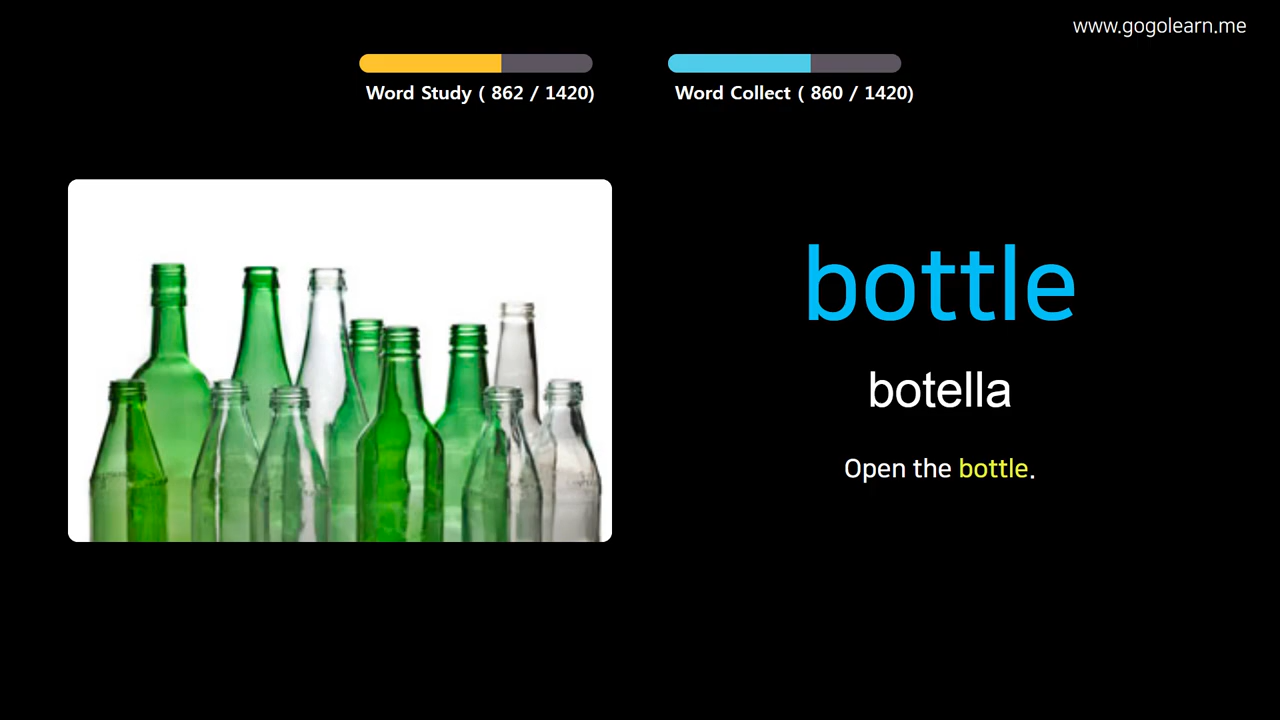 www.gogolearn.me
Word Study ( 862 / 1420)
Word Collect ( 860 / 1420)
bottle
botella
Open the bottle.